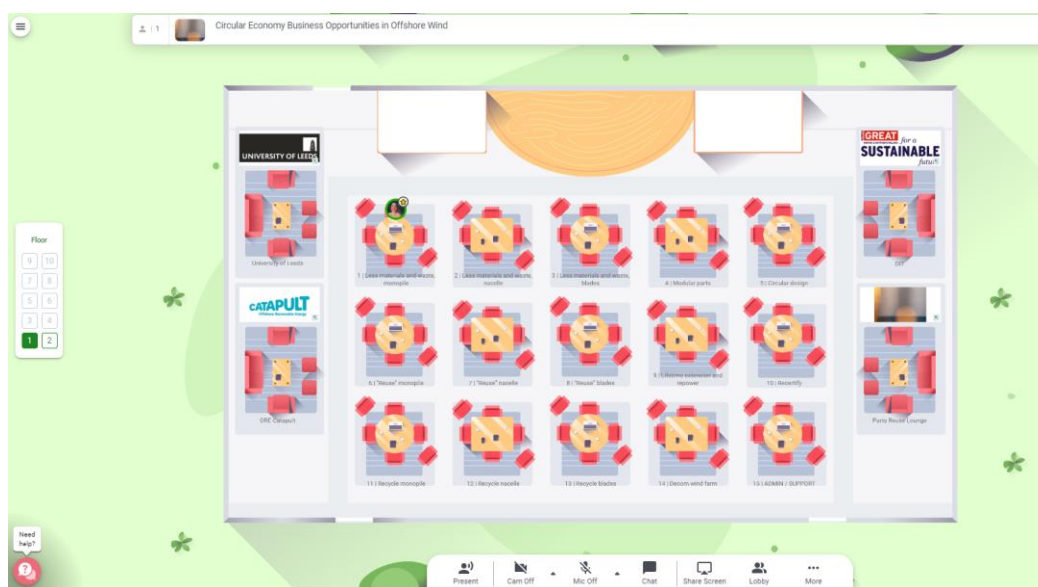 1
Circular Economy Business Opportunities in Offshore Wind
UNIVERSITY OF LEEDS
University of Leeds
CATAPULT
Offshore Renewable Energy
ORE Catapult
GREAT for a
SUSTAINABLE
DIT
Parts Reuse Lounge
Floor
9 10
7 8
5 6
3 4
1 2
1 | Less materials and waste, monopile
2 | Less materials and waste, nacelle
3 | Less materials and waste, blades
4 | Modular parts
5 | Circular design
6 | "Reuse" monopile
7 | "Reuse" nacelle
8 | "Reuse" blades
9 | Lifetime extension and repower
10 | Recertify
11 | Recycle monopile
12 | Recycle nacelle
13 | Recycle blades
14 | Decom wind farm
15 | ADMIN / SUPPORT
Need
help?
Present
Cam Off
Mic Off
Chat
Share Screen
Lobby
More